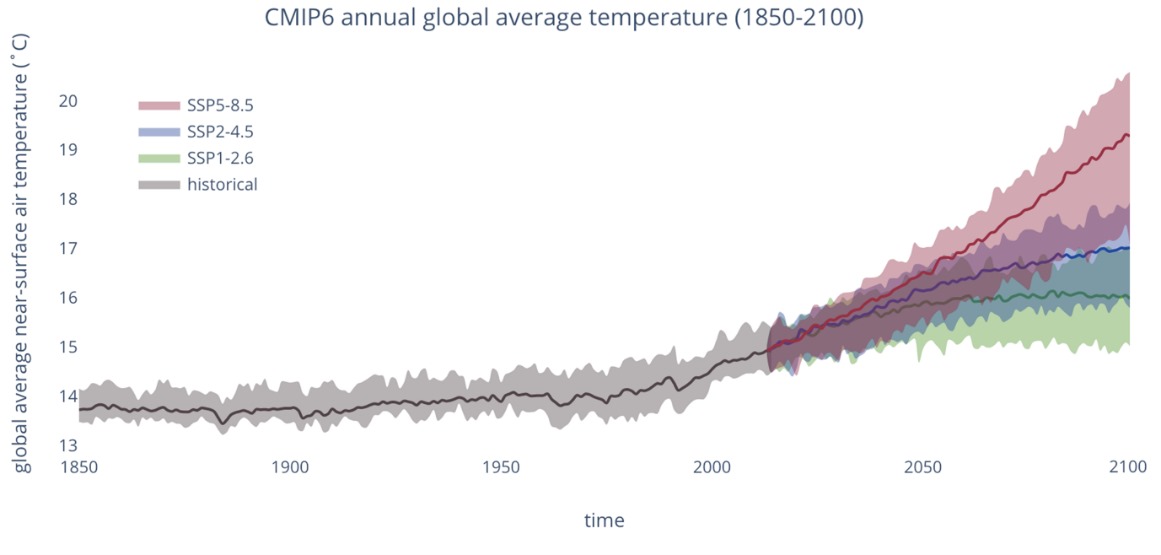 CMIP6 annual global average temperature (1850-2100)
global average near-surface air temperature (˚C)
20
19
18
17
16
15
14
13
SSP5-8.5
SSP2-4.5
SSP1-2.6
historical
1850
1900
1950
2000
2050
2100
time